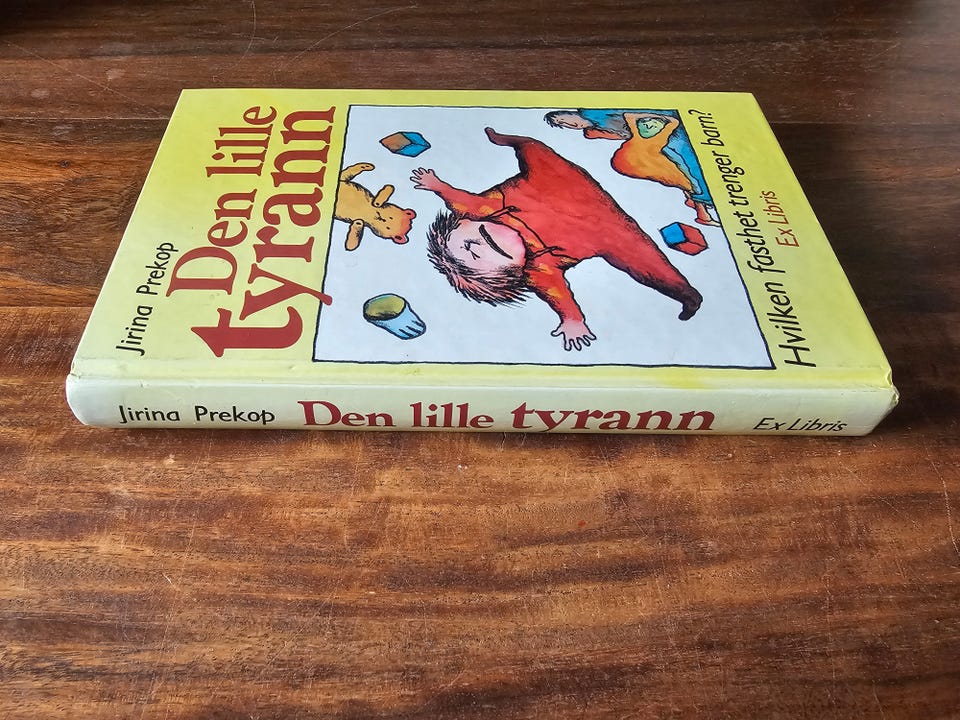 Jirina Prekop
Den lille
tyrann
Hvilken fasthet trenger barn?
Ex Libris
Jirina Prekop Den lille tyrann Ex Libris